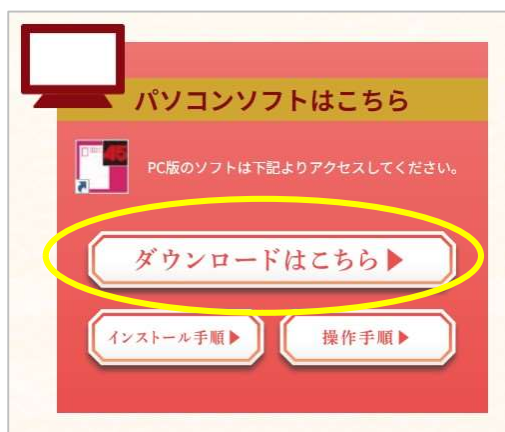 パソコンソフトはこちら
45
PC版のソフトは下記よりアクセスしてください。
ダウンロードはこちら▶
インストール手順▶
操作手順▶